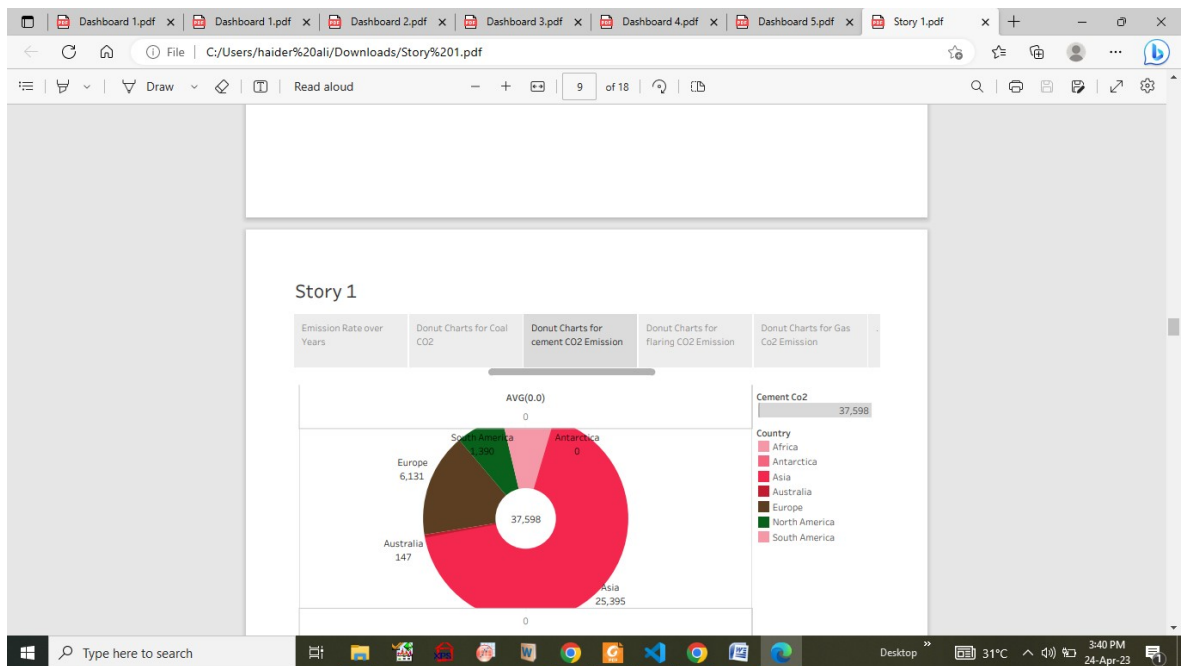 Dashboard 1.pdf
Dashboard 1.pdf
Dashboard 2.pdf
Dashboard 3.pdf
Dashboard 4.pdf
Dashboard 5.pdf
Story 1.pdf
File C:/Users/haider%20ali/Downloads/Story%201.pdf
Draw
Read aloud
9 of 18
Story 1
Emission Rate over
Years
Donut Charts for Coal
CO2
Donut Charts for
cement CO2 Emission
Donut Charts for
flaring CO2 Emission
Donut Charts for Gas
Co2 Emission
AVG(0.0)
0
South America
1,390
Antarctica
0
Europe
6,131
37,598
Australia
147
Asia
25,395
0
Cement Co2
37,598
Country
Africa
Antarctica
Asia
Australia
Europe
North America
South America
Type here to search
Desktop
31°C
3:40 PM
24-Apr-23